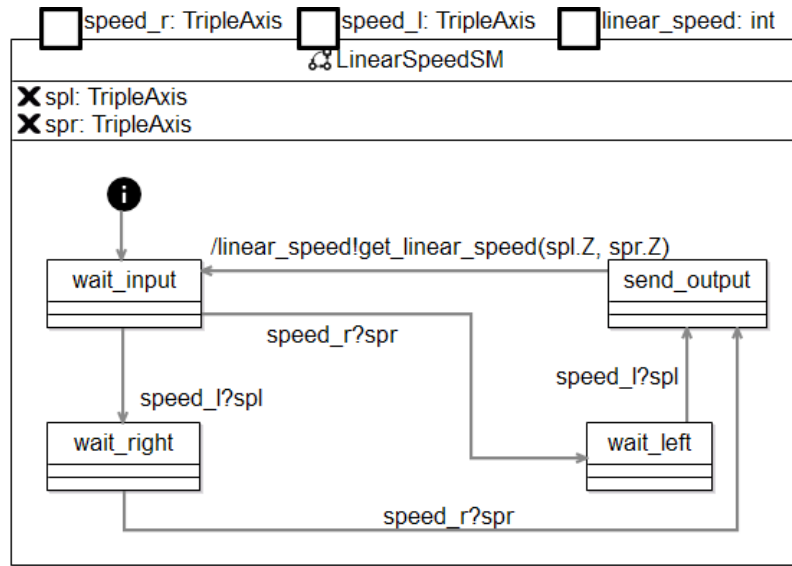 speed_r: TripleAxis speed_l: TripleAxis linear_speed: int
LinearSpeedSM
spl: TripleAxis
spr: TripleAxis
i
/linear_speed!get_linear_speed(spl.Z, spr.Z)
wait_input
send_output
speed_r?spr
speed_l?spl
speed_l?spl
wait_right
wait_left
speed_r?spr